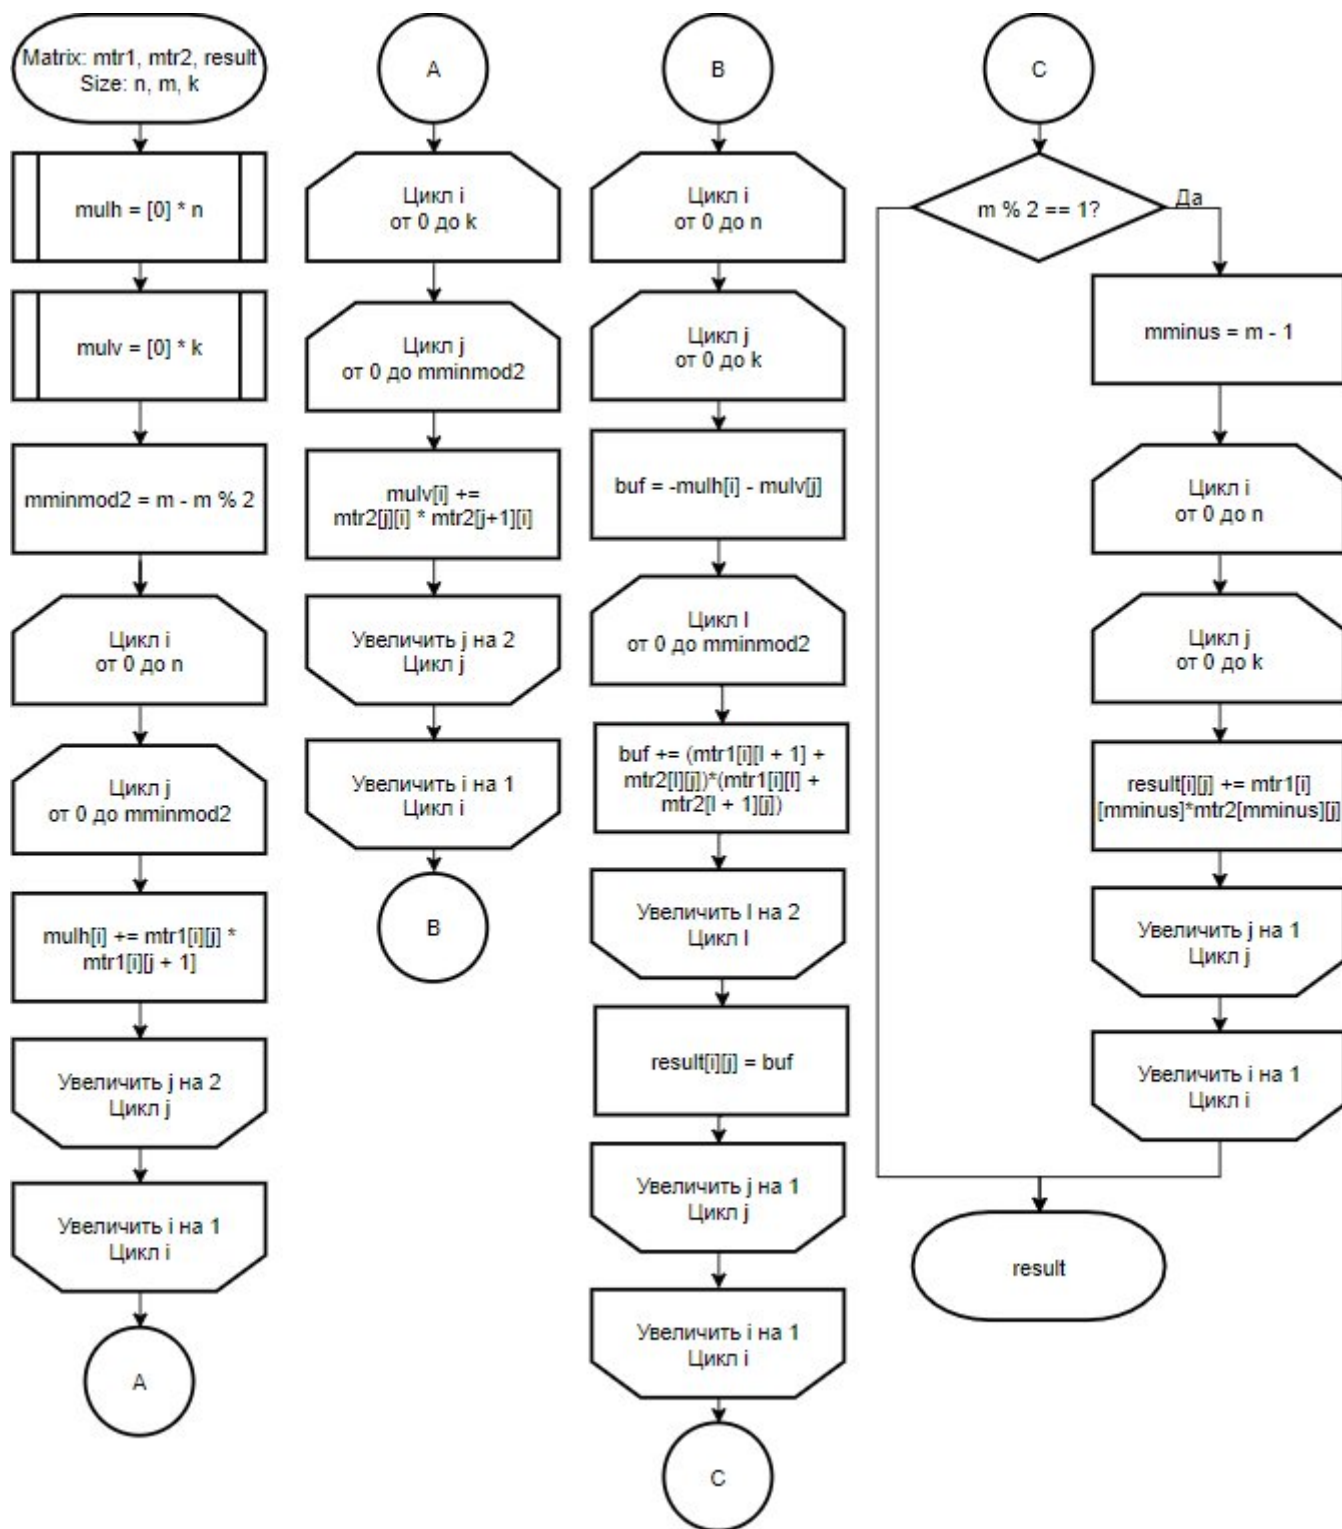 Matrix: mtr1, mtr2, result
Size: n, m, k
mulh = [0] * n
mulv = [0] * k
mminmod2 = m - m % 2
Цикл i
от 0 до n
Цикл j
от 0 до mminmod2
mulh[i] += mtr1[i][j] *
mtr1[i][j + 1]
Увеличить j на 2
Цикл j
Увеличить i на 1
Цикл i
A
A
Цикл i
от 0 до k
Цикл j
от 0 до mminmod2
mulv[i] +=
mtr2[j][i] * mtr2[j+1][i]
Увеличить j на 2
Цикл j
Увеличить i на 1
Цикл i
B
B
Цикл i
от 0 до n
Цикл j
от 0 до k
buf = -mulh[i] - mulv[j]
Цикл l
от 0 до mminmod2
buf += (mtr1[i][l + 1] +
mtr2[l][j])*(mtr1[i][l] +
mtr2[l + 1][j])
Увеличить l на 2
Цикл l
result[i][j] = buf
Увеличить j на 1
Цикл j
Увеличить i на 1
Цикл i
C
C
m % 2 == 1?
Да
mminus = m - 1
Цикл i
от 0 до n
Цикл j
от 0 до k
result[i][j] += mtr1[i]
[mminus]*mtr2[mminus][j]
Увеличить j на 1
Цикл j
Увеличить i на 1
Цикл i
result